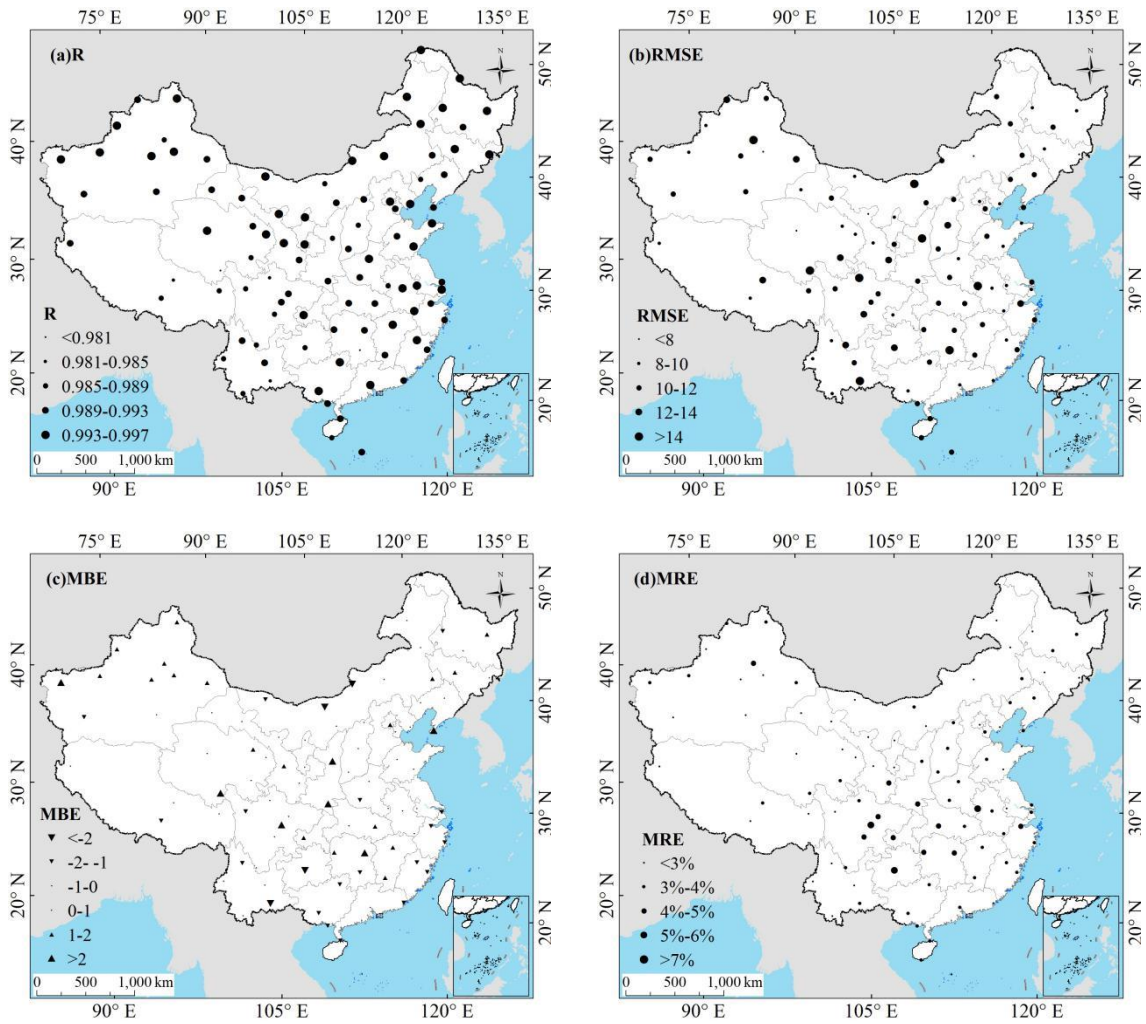 75° E 90° E 105° E 120° E 135° E
(a)R
N
50° N
40° N
40° N
30° N
30° N
20° N
20° N
R
<0.981
0.981-0.985
0.985-0.989
0.989-0.993
0.993-0.997
0 500 1,000 km
90° E 105° E 120° E
75° E 90° E 105° E 120° E 135° E
(b)RMSE
N
50° N
40° N
40° N
30° N
30° N
20° N
20° N
RMSE
<8
8-10
10-12
12-14
>14
0 500 1,000 km
90° E 105° E 120° E
75° E 90° E 105° E 120° E 135° E
(c)MBE
N
50° N
40° N
40° N
30° N
30° N
20° N
20° N
MBE
<-2
-2- -1
-1-0
0-1
1-2
>2
0 500 1,000 km
90° E 105° E 120° E
75° E 90° E 105° E 120° E 135° E
(d)MRE
N
50° N
40° N
40° N
30° N
30° N
20° N
20° N
MRE
<3%
3%-4%
4%-5%
5%-6%
>7%
0 500 1,000 km
90° E 105° E 120° E